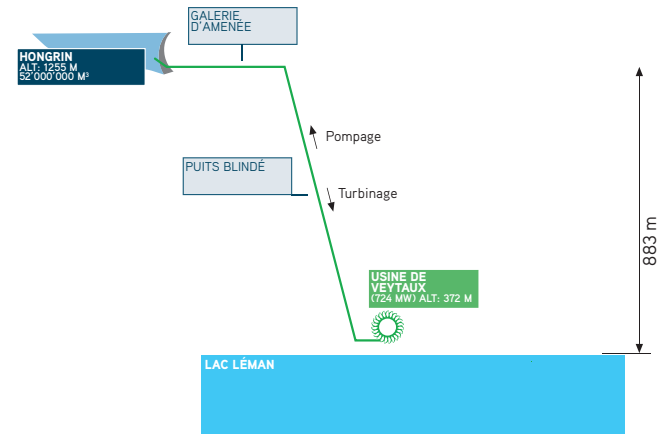 GALERIE
D'AMENÉE
HONGRIN
ALT: 1255 M
52'000'000 M³
Pompage
PUITS BLINDÉ
Turbinage
883 m
USINE DE
VEYTAUX
(724 MW) ALT: 372 M
LAC LÉMAN